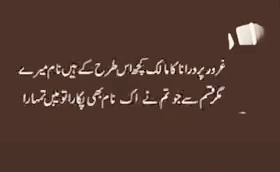 غرور پرور انا کا مالک کچھ اس طرح کے ہیں نام میرے
مگر قسم سے جو تم نے اک نام بھی پکارا تو میں تمہارا